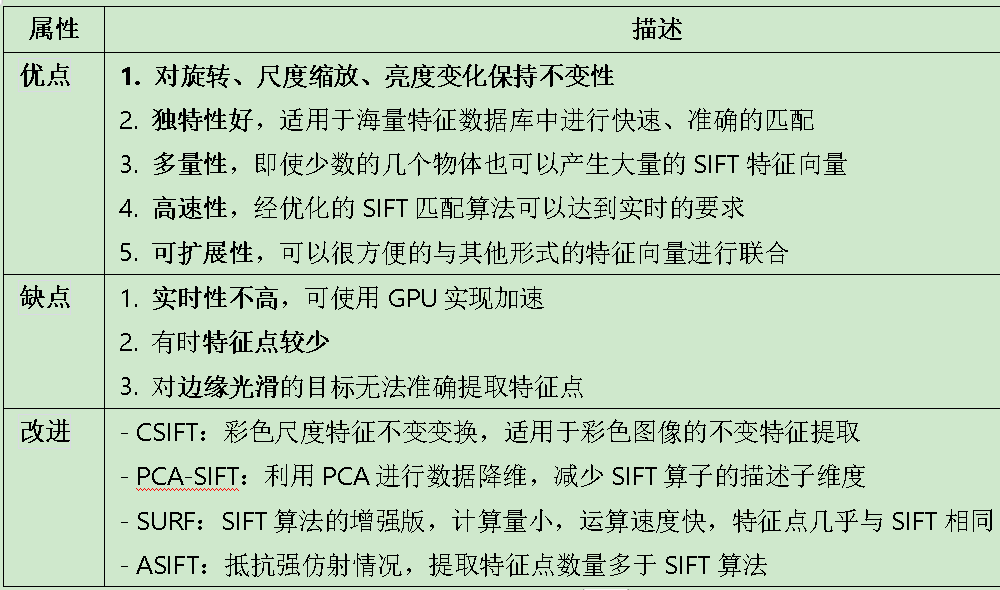 属性 描述
优点 1. 对旋转、尺度缩放、亮度变化保持不变性
2. 独特性好，适用于海量特征数据库中进行快速、准确的匹配
3. 多量性，即使少数的几个物体也可以产生大量的 SIFT 特征向量
4. 高速性，经优化的 SIFT 匹配算法可以达到实时的要求
5. 可扩展性，可以很方便的与其他形式的特征向量进行联合
缺点 1. 实时性不高，可使用 GPU 实现加速
2. 有时特征点较少
3. 对边缘光滑的目标无法准确提取特征点
改进 - CSIFT：彩色尺度特征不变变换，适用于彩色图像的不变特征提取
- PCA-SIFT：利用 PCA 进行数据降维，减少 SIFT 算子的描述子维度
- SURF：SIFT 算法的增强版，计算量小，运算速度快，特征点几乎与 SIFT 相同
- ASIFT：抵抗强仿射情况，提取特征点数量多于 SIFT 算法